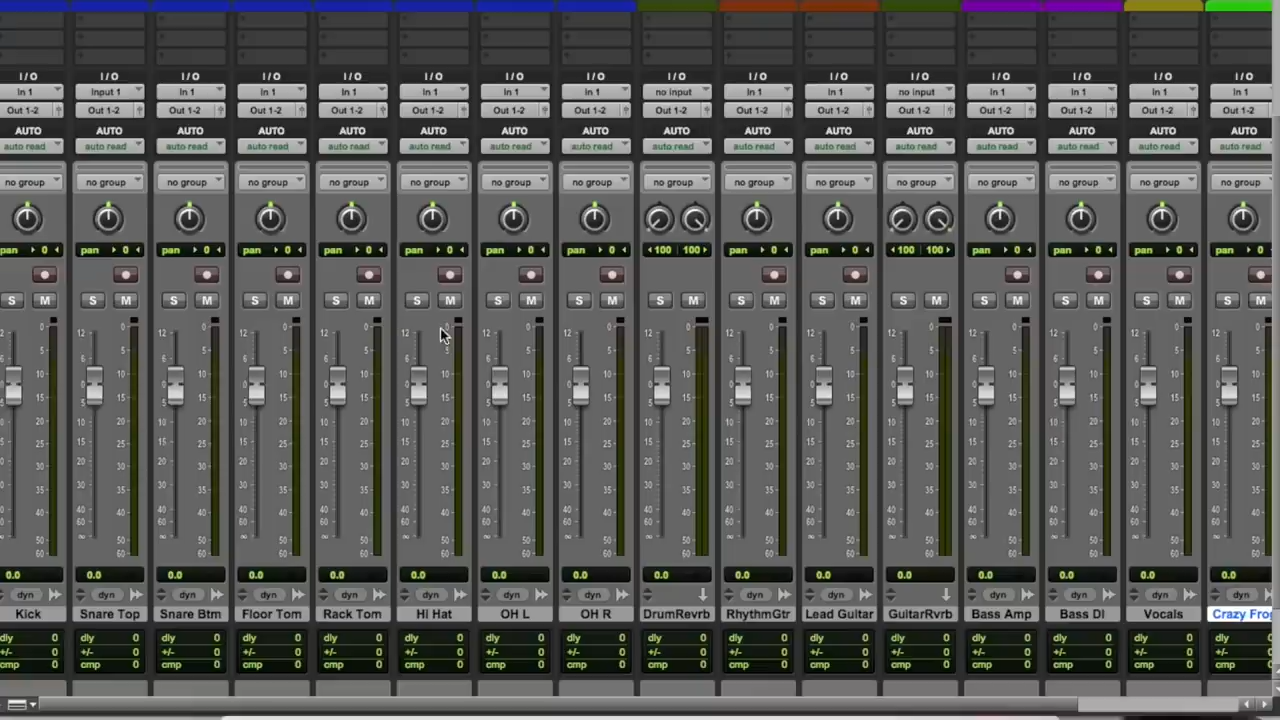 I/O I/O I/O I/O I/O I/O I/O I/O I/O I/O I/O I/O I/O I/O I/O I/O
In 1 Input 1 In 1 In 1 In 1 In 1 In 1 In 1 no input In 1 In 1 no input In 1 In 1 In 1 In 1
Out 1-2 Out 1-2 Out 1-2 Out 1-2 Out 1-2 Out 1-2 Out 1-2 Out 1-2 Out 1-2 Out 1-2 Out 1-2 Out 1-2 Out 1-2 Out 1-2 Out 1-2 Out 1-2
AUTO AUTO AUTO AUTO AUTO AUTO AUTO AUTO AUTO AUTO AUTO AUTO AUTO AUTO AUTO AUTO
auto read auto read auto read auto read auto read auto read auto read auto read auto read auto read auto read auto read auto read auto read auto read auto read
no group no group no group no group no group no group no group no group no group no group no group no group no group no group no group no group
pan 0 pan 0 pan 0 pan 0 pan 0 pan 0 pan 0 pan 0 100 100 pan 0 pan 0 100 100 pan 0 pan 0 pan 0 pan 0
S M S M S M S M S M S M S M S M S M S M S M S M S M S M S M S M
0.0 0.0 0.0 0.0 0.0 0.0 0.0 0.0 0.0 0.0 0.0 0.0 0.0 0.0 0.0 0.0
dyn dyn dyn dyn dyn dyn dyn dyn dyn dyn dyn dyn dyn dyn
Kick Snare Top Snare Btm Floor Tom Rack Tom Hi Hat OH L OH R DrumRevrb RhythmGtr Lead Guitar GuitarRvrb Bass Amp Bass DI Vocals Crazy Fro
dly 0 dly 0 dly 0 dly 0 dly 0 dly 0 dly 0 dly 0 dly 0 dly 0 dly 0 dly 0 dly 0 dly 0 dly 0 dly 0
+/- 0 +/- 0 +/- 0 +/- 0 +/- 0 +/- 0 +/- 0 +/- 0 +/- 0 +/- 0 +/- 0 +/- 0 +/- 0 +/- 0 +/- 0 +/- 0
cmp 0 cmp 0 cmp 0 cmp 0 cmp 0 cmp 0 cmp 0 cmp 0 cmp 0 cmp 0 cmp 0 cmp 0 cmp 0 cmp 0 cmp 0 cmp 0